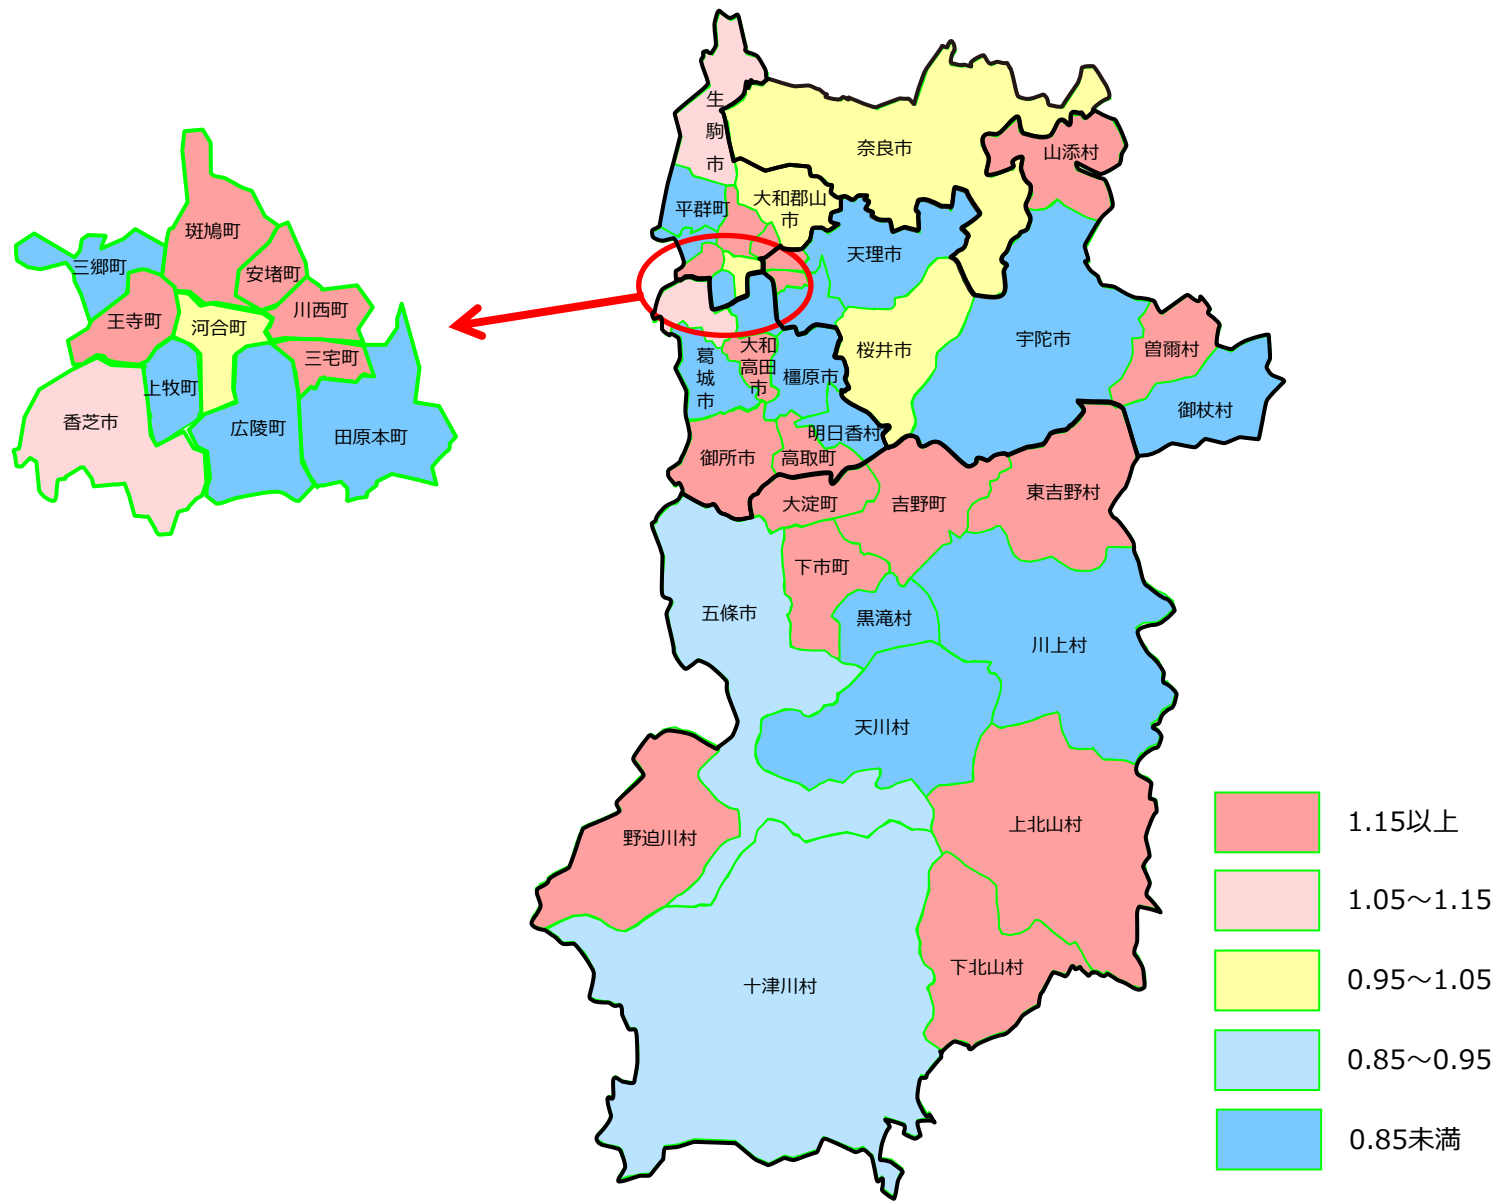 生駒市
奈良市
山添村
平群町
大和郡山市
天理市
斑鳩町
安堵町
三郷町
川西町
王寺町
河合町
三宅町
上牧町
香芝市
広陵町
田原本町
宇陀市
曽爾村
御杖村
桜井市
大和高田市
葛城市
橿原市
明日香村
御所市
高取町
大淀町
吉野町
東吉野村
下市町
黒滝村
五條市
川上村
天川村
野迫川村
上北山村
下北山村
十津川村
1.15以上
1.05～1.15
0.95～1.05
0.85～0.95
0.85未満